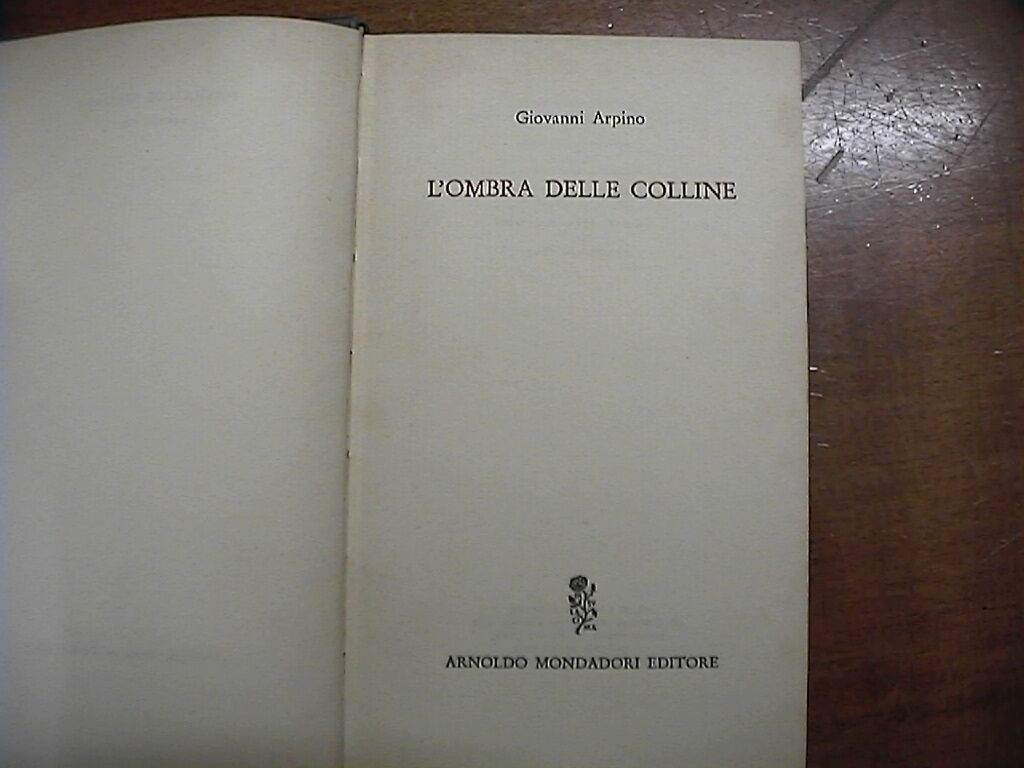 Giovanni Arpino
L'OMBRA DELLE COLLINE
ARNOLDO MONDADORI EDITORE